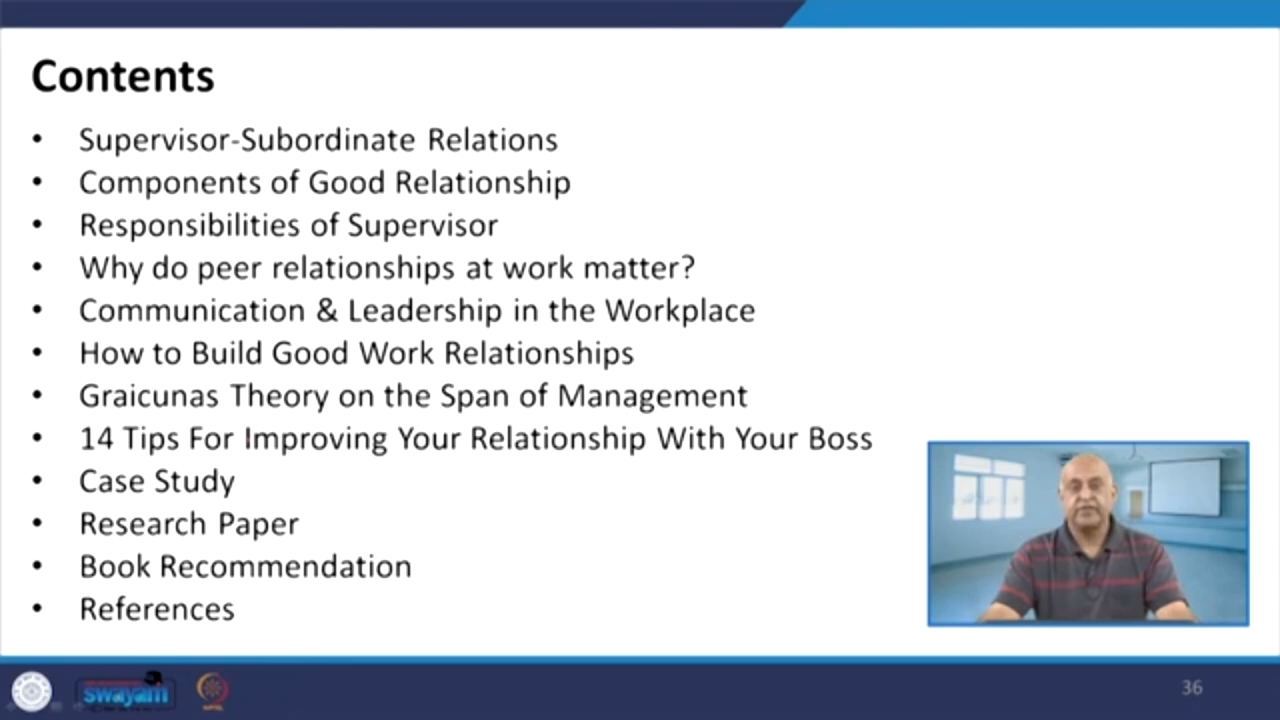 Contents
• Supervisor-Subordinate Relations
• Components of Good Relationship
• Responsibilities of Supervisor
• Why do peer relationships at work matter?
• Communication & Leadership in the Workplace
• How to Build Good Work Relationships
• Graicunas Theory on the Span of Management
• 14 Tips For Improving Your Relationship With Your Boss
• Case Study
• Research Paper
• Book Recommendation
• References
swayam
36